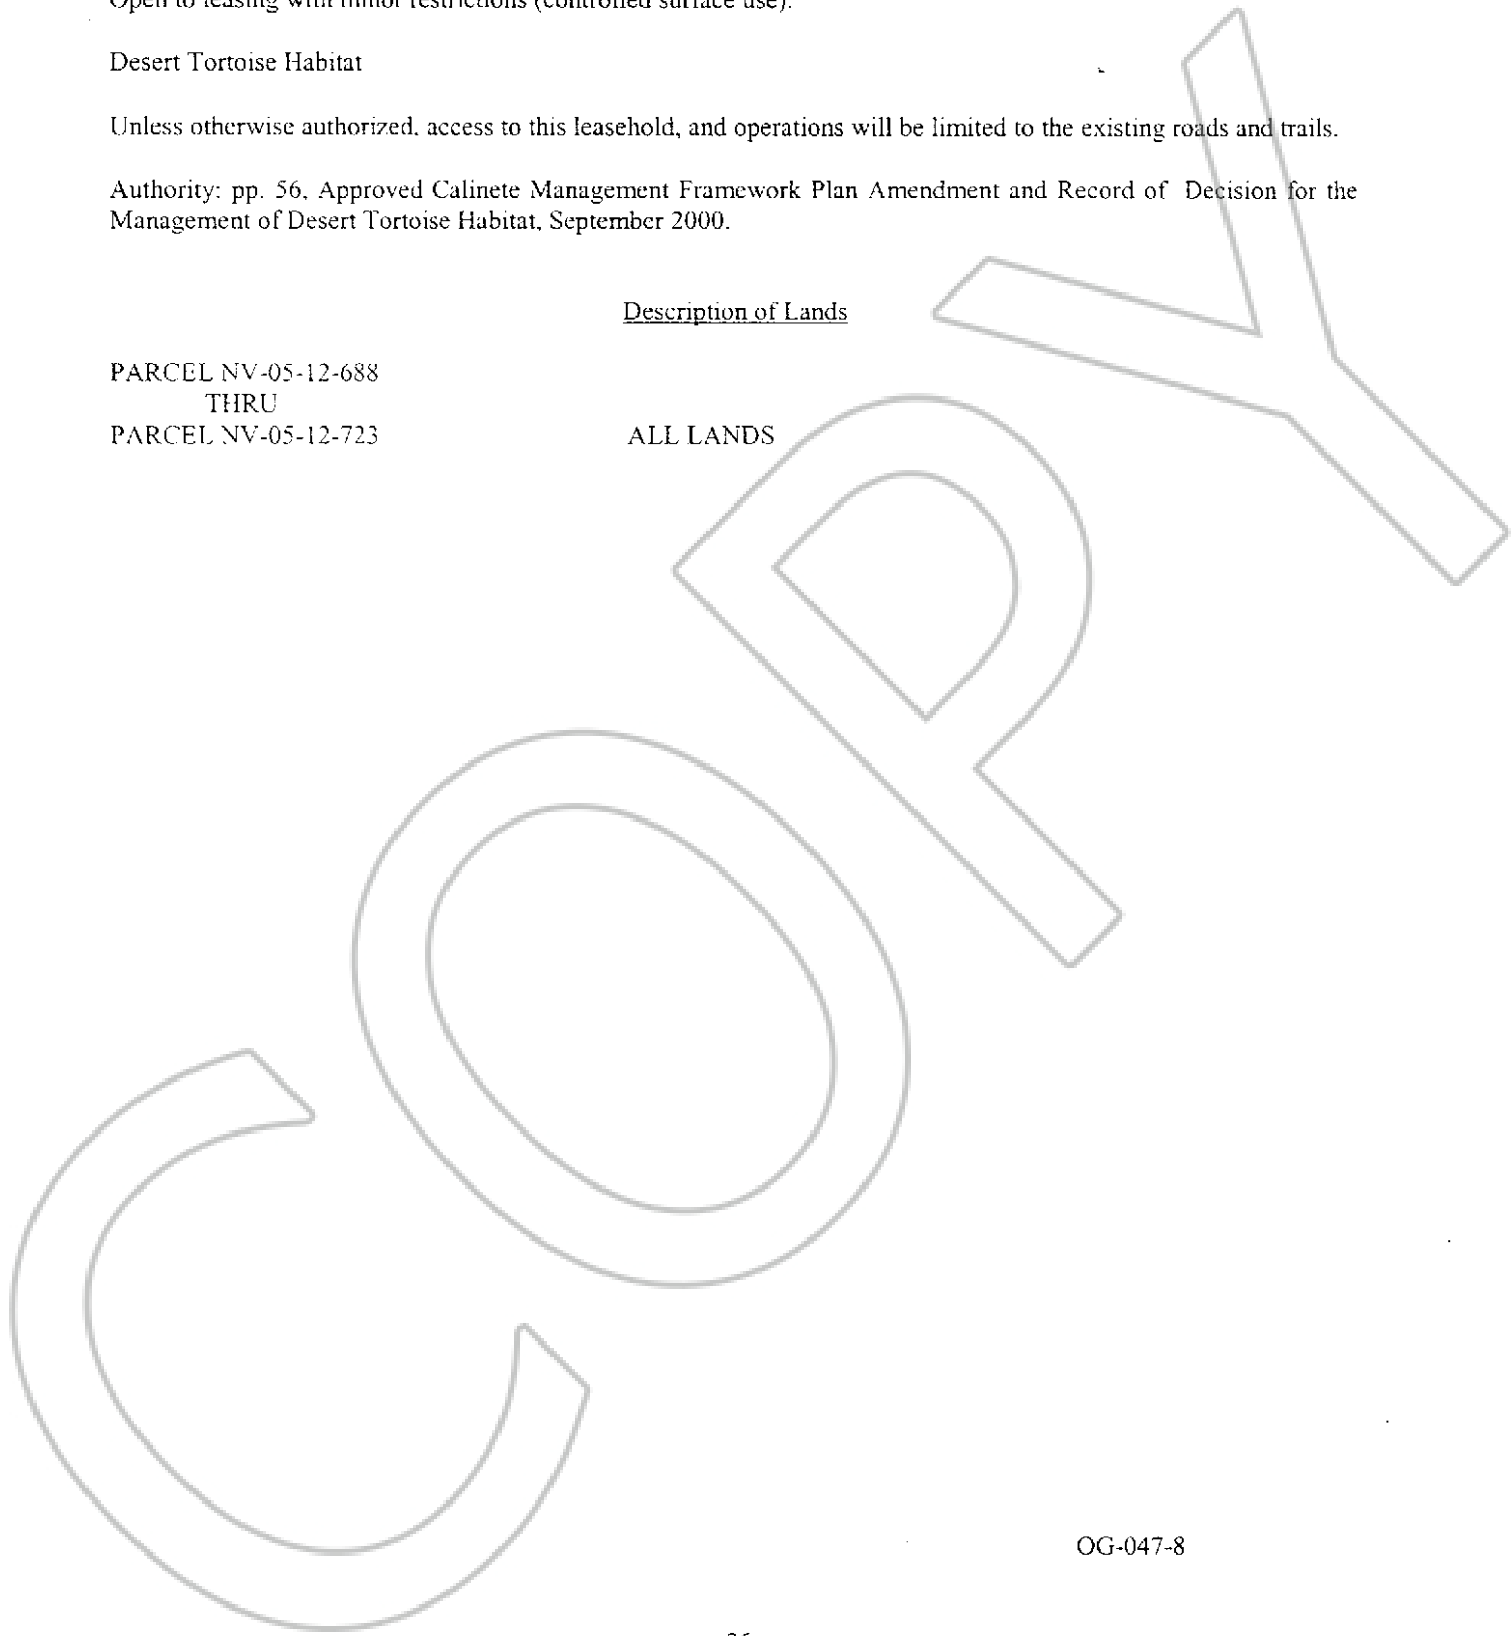 Open to leasing with minor restrictions (controlled surface use).
Desert Tortoise Habitat
Unless otherwise authorized, access to this leasehold, and operations will be limited to the existing roads and trails.
Authority: pp. 56, Approved Calinete Management Framework Plan Amendment and Record of Decision for the
Management of Desert Tortoise Habitat, September 2000.
Description of Lands
PARCEL NV-05-12-688
THRU
PARCEL NV-05-12-723 ALL LANDS
COPY
OG-047-8